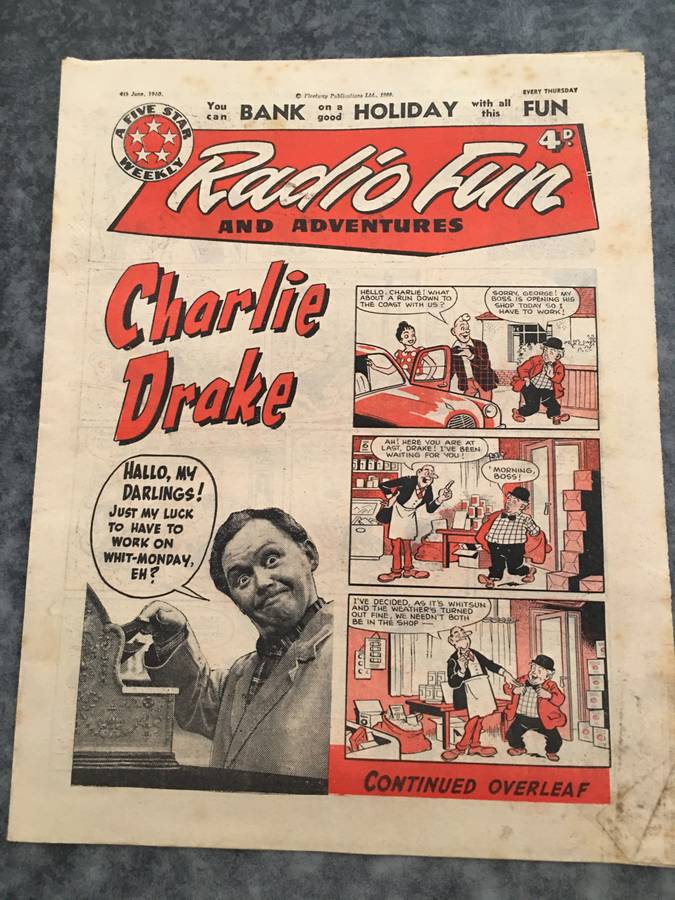 4th June, 1960.
© Fleetway Publications Ltd., 1960.
EVERY THURSDAY
You can BANK on a good HOLIDAY with all this FUN
A FIVE STAR WEEKLY
4D.
Radio Fun
AND ADVENTURES
Charlie
Drake
HALLO, MY
DARLINGS!
JUST MY LUCK
TO HAVE TO
WORK ON
WHIT-MONDAY,
EH?
HELLO, CHARLIE! WHAT
ABOUT A RUN DOWN TO
THE COAST WITH US?
SORRY, GEORGE! MY
BOSS IS OPENING HIS
SHOP TODAY SO I
HAVE TO WORK!
AH! HERE YOU ARE AT
LAST, DRAKE! I'VE BEEN
WAITING FOR YOU!
'MORNING,
BOSS!
I'VE DECIDED, AS IT'S WHITSUN
AND THE WEATHER'S TURNED
OUT FINE, WE NEEDN'T BOTH
BE IN THE SHOP —
CONTINUED OVERLEAF